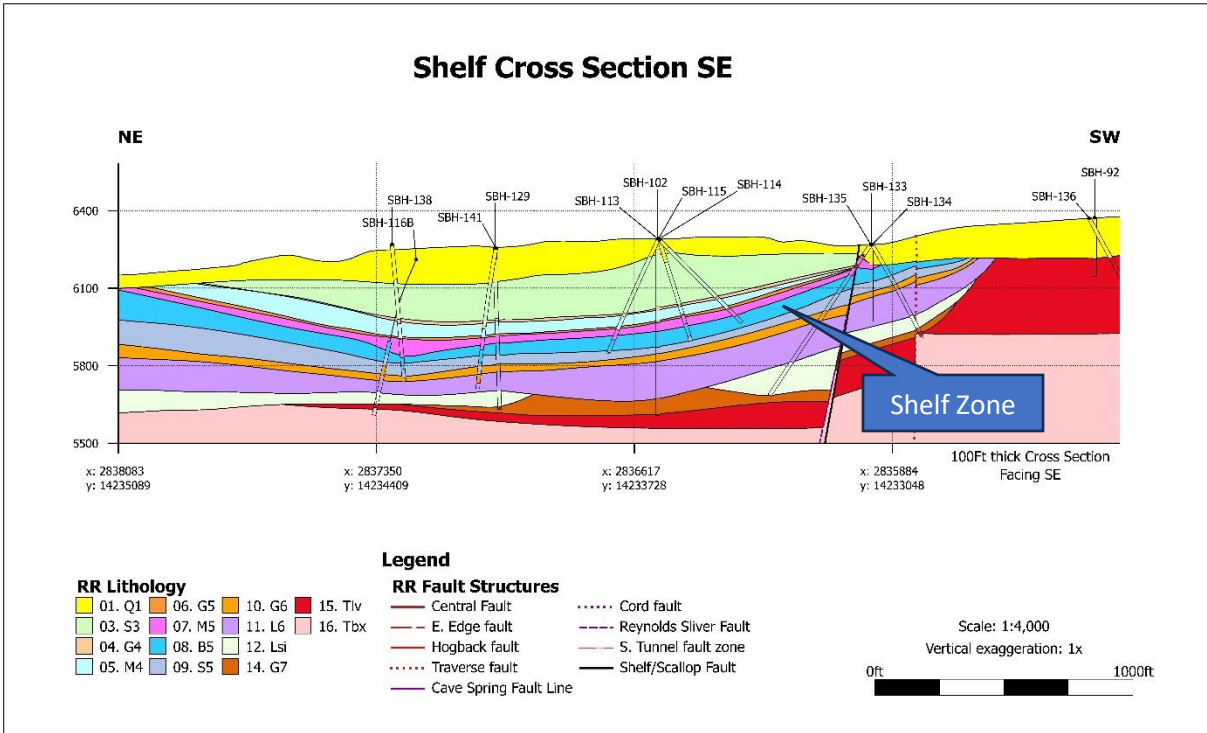 Shelf Cross Section SE
NE
SW
SBH-92
SBH-102
SBH-114
SBH-133
SBH-138
SBH-129
SBH-113
SBH-115
SBH-135
SBH-134
SBH-136
SBH-116B
SBH-141
6400
6100
5800
5500
Shelf Zone
x: 2838083
y: 14235089
x: 2837350
y: 14234409
x: 2836617
y: 14233728
x: 2835884
y: 14233048
100Ft thick Cross Section
Facing SE
Legend
RR Lithology
01. Q1
03. S3
04. G4
05. M4
06. G5
07. M5
08. B5
09. S5
10. G6
11. L6
12. Lsi
14. G7
15. Tlv
16. Tbx
RR Fault Structures
Central Fault
E. Edge fault
Hogback fault
Traverse fault
Cave Spring Fault Line
Cord fault
Reynolds Sliver Fault
S. Tunnel fault zone
Shelf/Scallop Fault
Scale: 1:4,000
Vertical exaggeration: 1x
0ft
1000ft